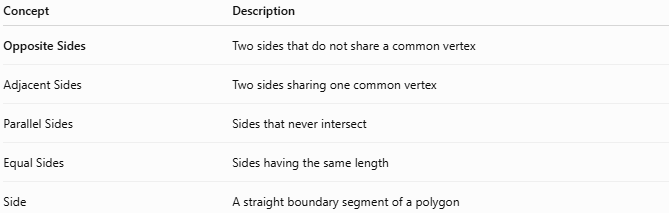 Concept Description
Opposite Sides Two sides that do not share a common vertex
Adjacent Sides Two sides sharing one common vertex
Parallel Sides Sides that never intersect
Equal Sides Sides having the same length
Side A straight boundary segment of a polygon